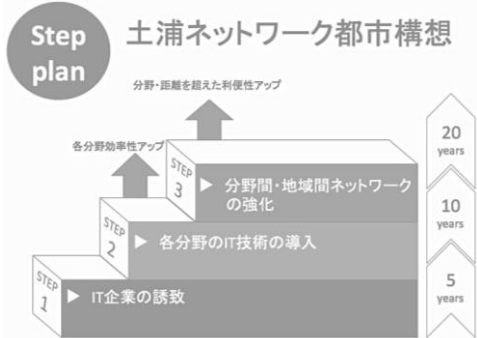 Step
plan
土浦ネットワーク都市構想
分野・距離を超えた利便性アップ
各分野効率性アップ
STEP
3
▶ 分野間・地域間ネットワーク
の強化
STEP
2
▶ 各分野のIT技術の導入
STEP
1
▶ IT企業の誘致
20
years
10
years
5
years